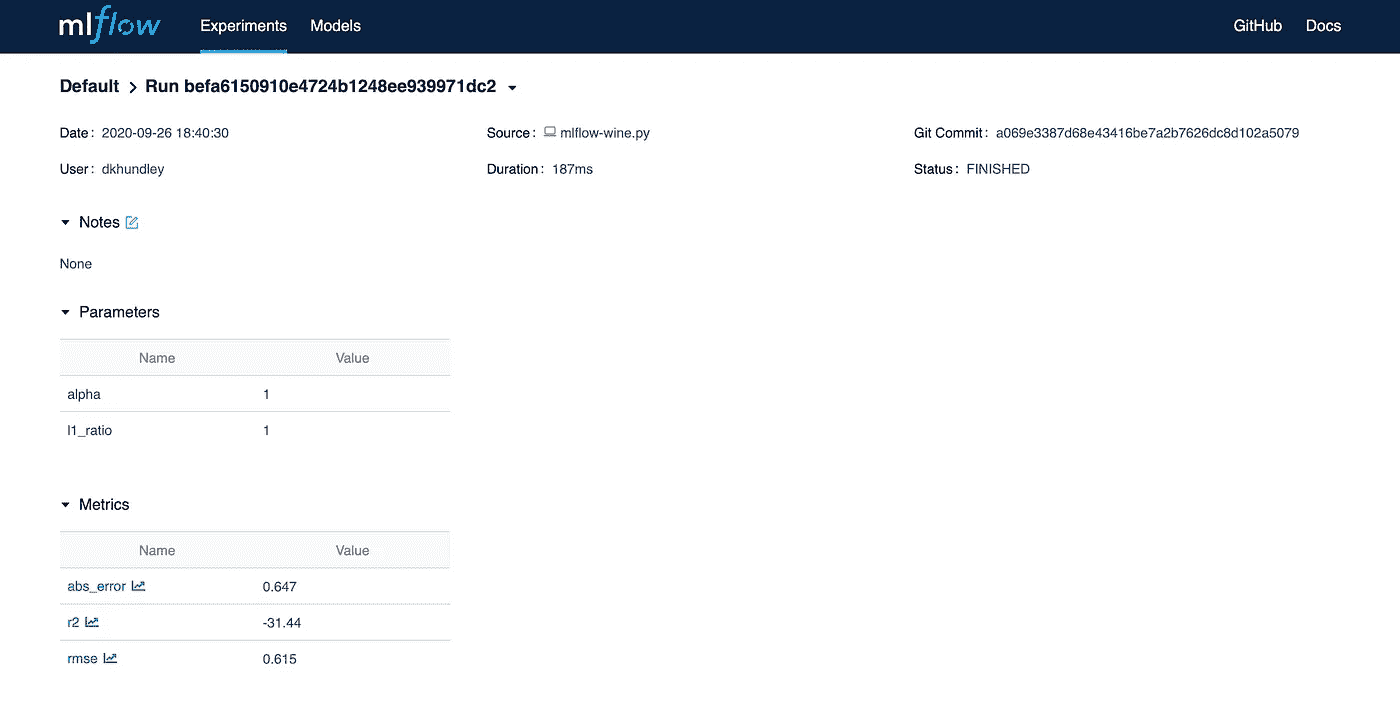 mlflow Experiments Models GitHub Docs
Default > Run befa6150910e4724b1248ee939971dc2
Date: 2020-09-26 18:40:30 Source: mlflow-wine.py Git Commit: a069e3387d68e43416be7a2b7626dc8d102a5079
User: dkhundley Duration: 187ms Status: FINISHED
Notes
None
Parameters
Name Value
alpha 1
l1_ratio 1
Metrics
Name Value
abs_error 0.647
r2 -31.44
rmse 0.615